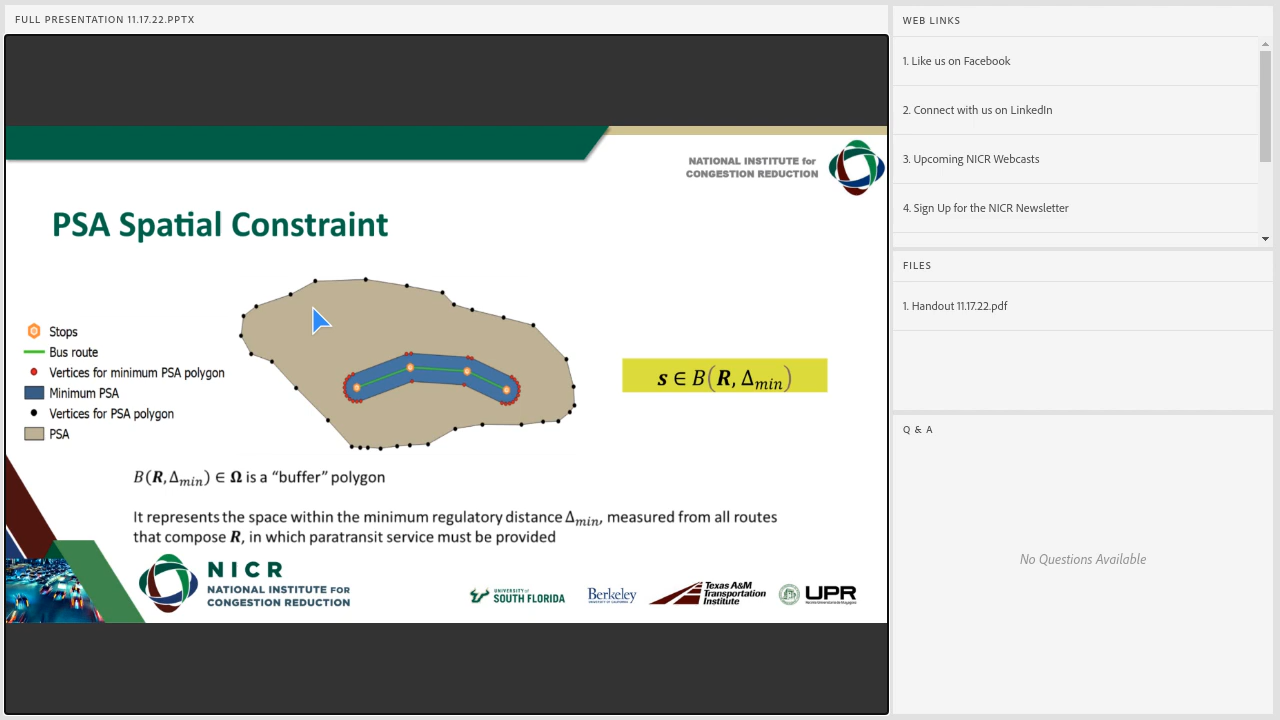 FULL PRESENTATION 11.17.22.PPTX
NATIONAL INSTITUTE for
CONGESTION REDUCTION
PSA Spatial Constraint
Stops
Bus route
Vertices for minimum PSA polygon
Minimum PSA
Vertices for PSA polygon
PSA
s ∈ B(R, Δmin)
B(R, Δmin) ∈ Ω is a “buffer” polygon
It represents the space within the minimum regulatory distance Δmin, measured from all routes
that compose R, in which paratransit service must be provided
NICR
NATIONAL INSTITUTE FOR
CONGESTION REDUCTION
UNIVERSITY of
SOUTH FLORIDA
Berkeley
UNIVERSITY OF CALIFORNIA
Texas A&M
Transportation
Institute
UPR
WEB LINKS
1. Like us on Facebook
2. Connect with us on LinkedIn
3. Upcoming NICR Webcasts
4. Sign Up for the NICR Newsletter
FILES
1. Handout 11.17.22.pdf
Q & A
No Questions Available